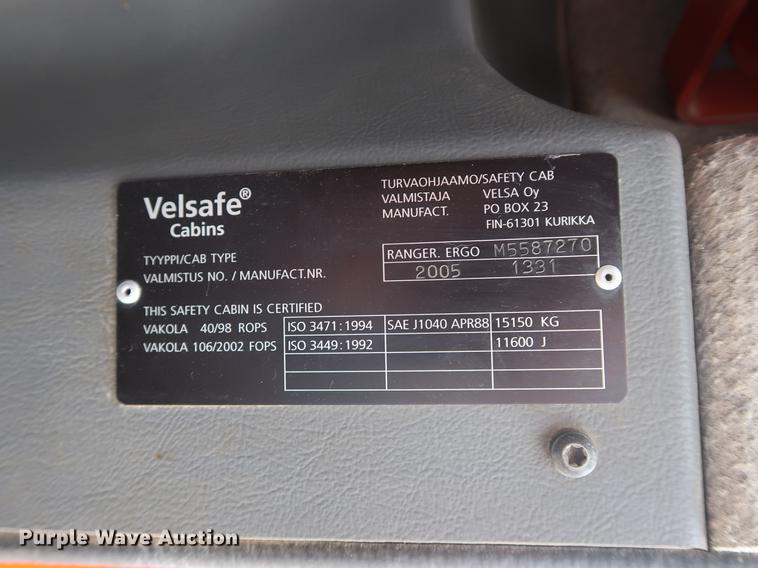 Velsafe®
Cabins
TURVAOHJAAMO/SAFETY CAB
VALMISTAJA VELSA Oy
MANUFACT. PO BOX 23
FIN-61301 KURIKKA
TYYPPI/CAB TYPE RANGER. ERGO M5587270
VALMISTUS NO. / MANUFACT.NR. 2005 1331
THIS SAFETY CABIN IS CERTIFIED
VAKOLA 40/98 ROPS ISO 3471:1994 SAE J1040 APR88 15150 KG
VAKOLA 106/2002 FOPS ISO 3449:1992 11600 J
Purple Wave Auction